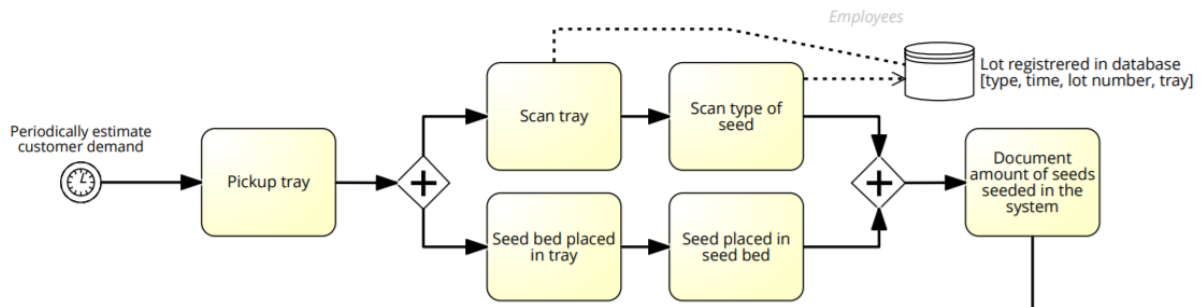 Employees
Lot registrered in database
[type, time, lot number, tray]
Scan tray
Scan type of
seed
Periodically estimate
customer demand
Pickup tray
Document
amount of seeds
seeded in the
system
Seed bed placed
in tray
Seed placed in
seed bed